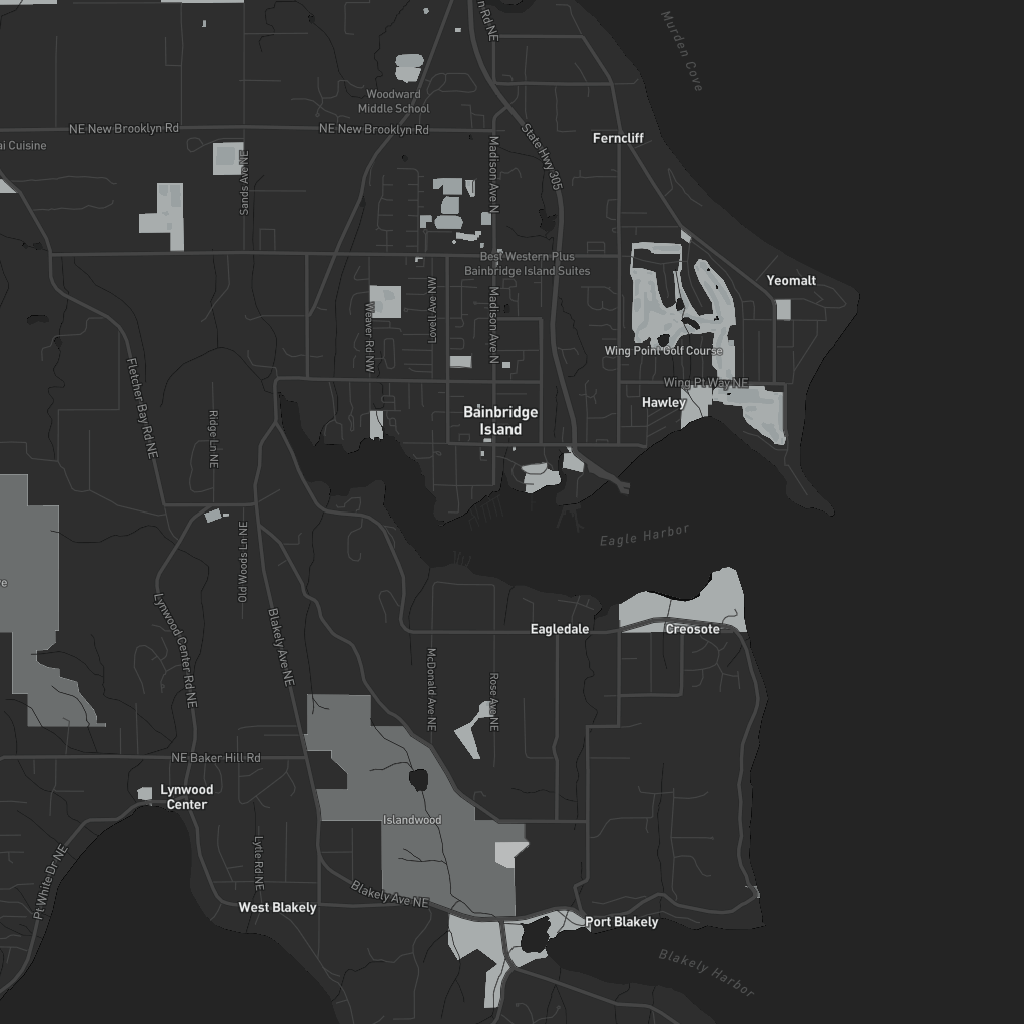 n Rd NE
Murden Cove
Woodward
Middle School
NE New Brooklyn Rd
NE New Brooklyn Rd
State Hwy 305
Ferncliff
ai Cuisine
Madison Ave N
Sands Ave NE
Best Western Plus
Bainbridge Island Suites
Yeomalt
Lovell Ave NW
Madison Ave N
Weaver Rd NW
Wing Point Golf Course
Wing Pt Way NE
Fletcher Bay Rd NE
Hawley
Bainbridge
Island
Ridge Ln NE
Eagle Harbor
Old Woods Ln NE
e
Lynwood Center Rd NE
Blakely Ave NE
Eagledale
Creosote
McDonald Ave NE
Rose Ave NE
NE Baker Hill Rd
Lynwood
Center
Islandwood
Pt White Dr NE
Lytle Rd NE
Blakely Ave NE
West Blakely
Port Blakely
Blakely Harbor